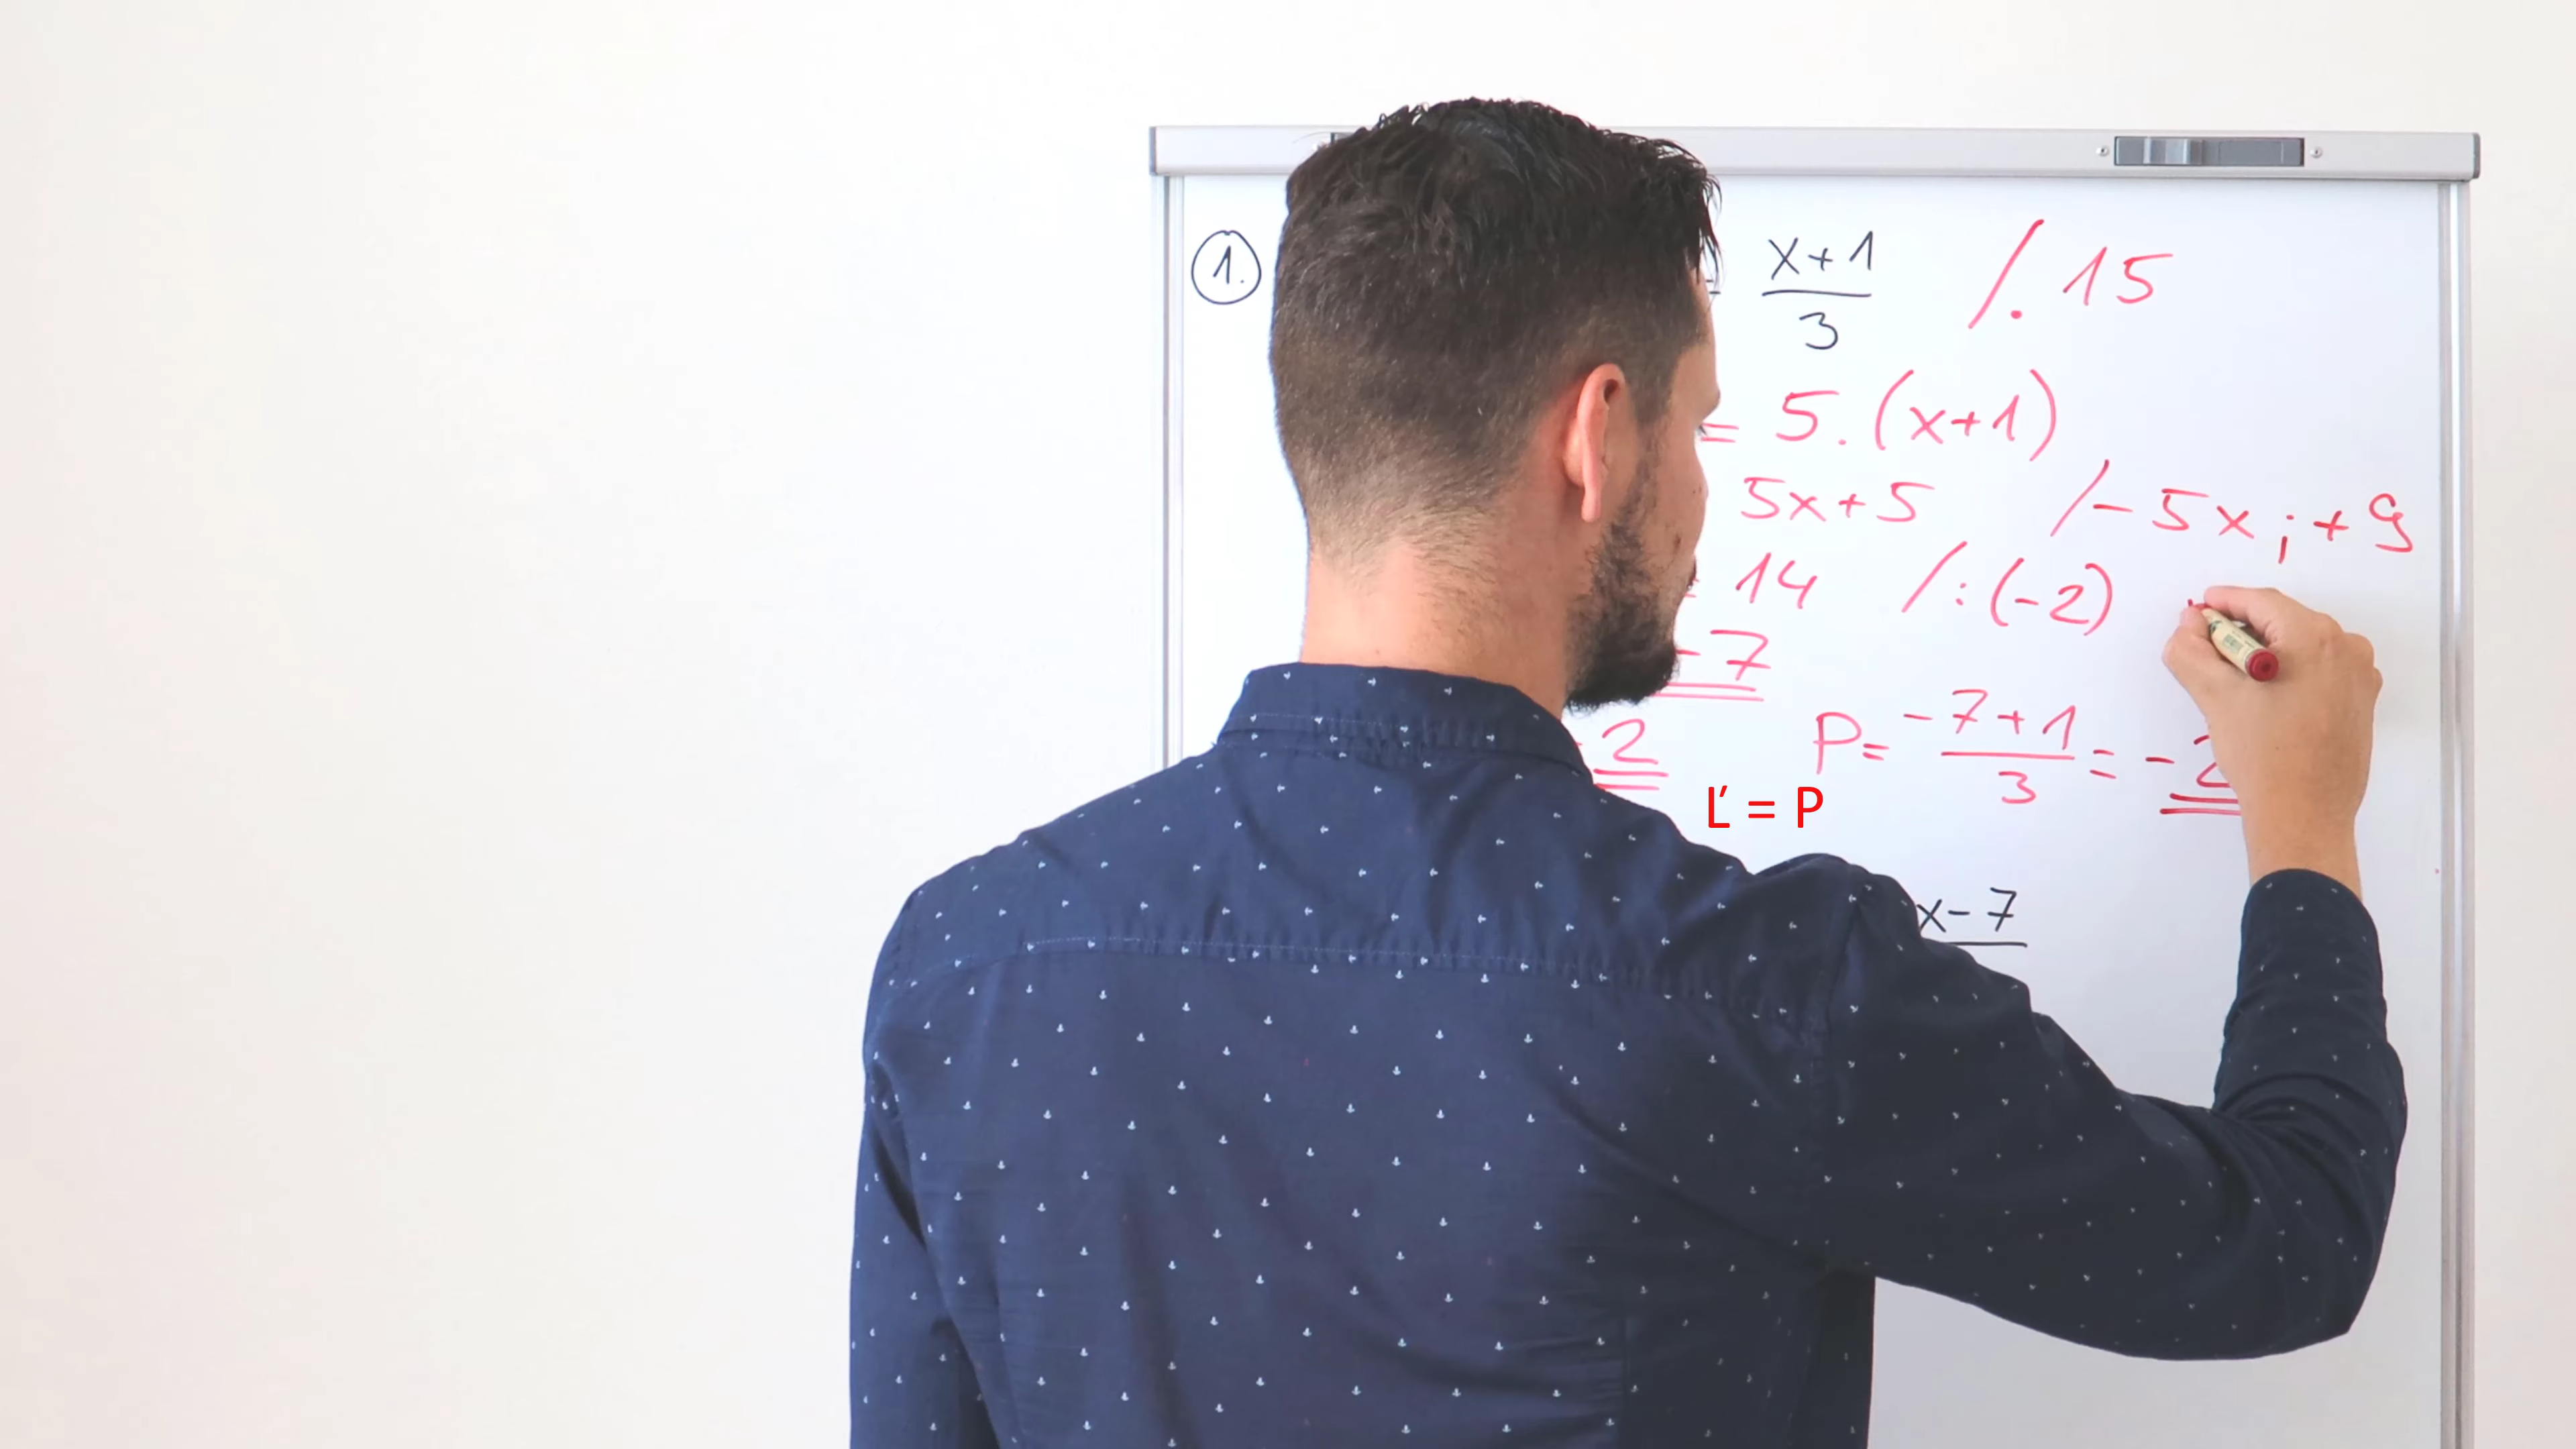 1. = x+1 / 3 /. 15
= 5.(x+1)
5x+5 /-5x ; +9
= 14 /:(-2)
-7
-2 P = -7+1 / 3 = -2
Ľ = P
x-7